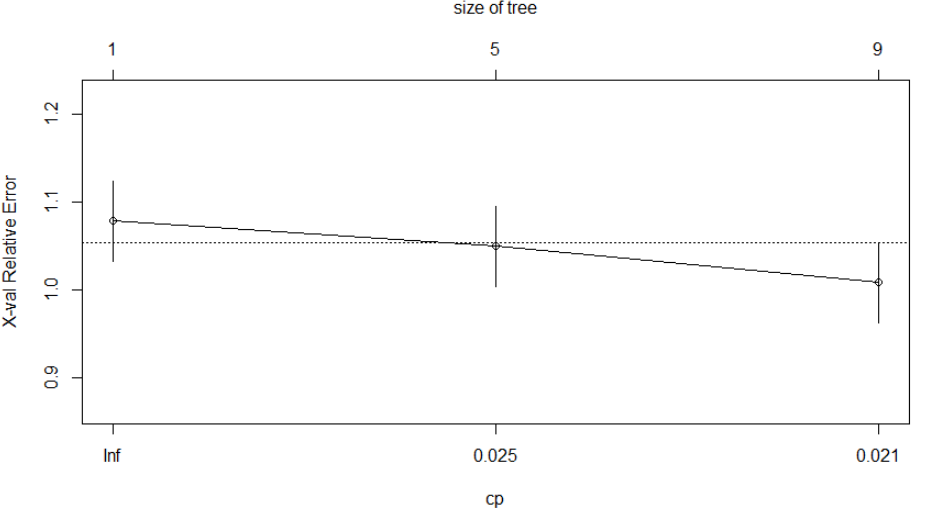 size of tree
1 5 9
1.2
1.1
1.0
0.9
X-val Relative Error
Inf 0.025 0.021
cp